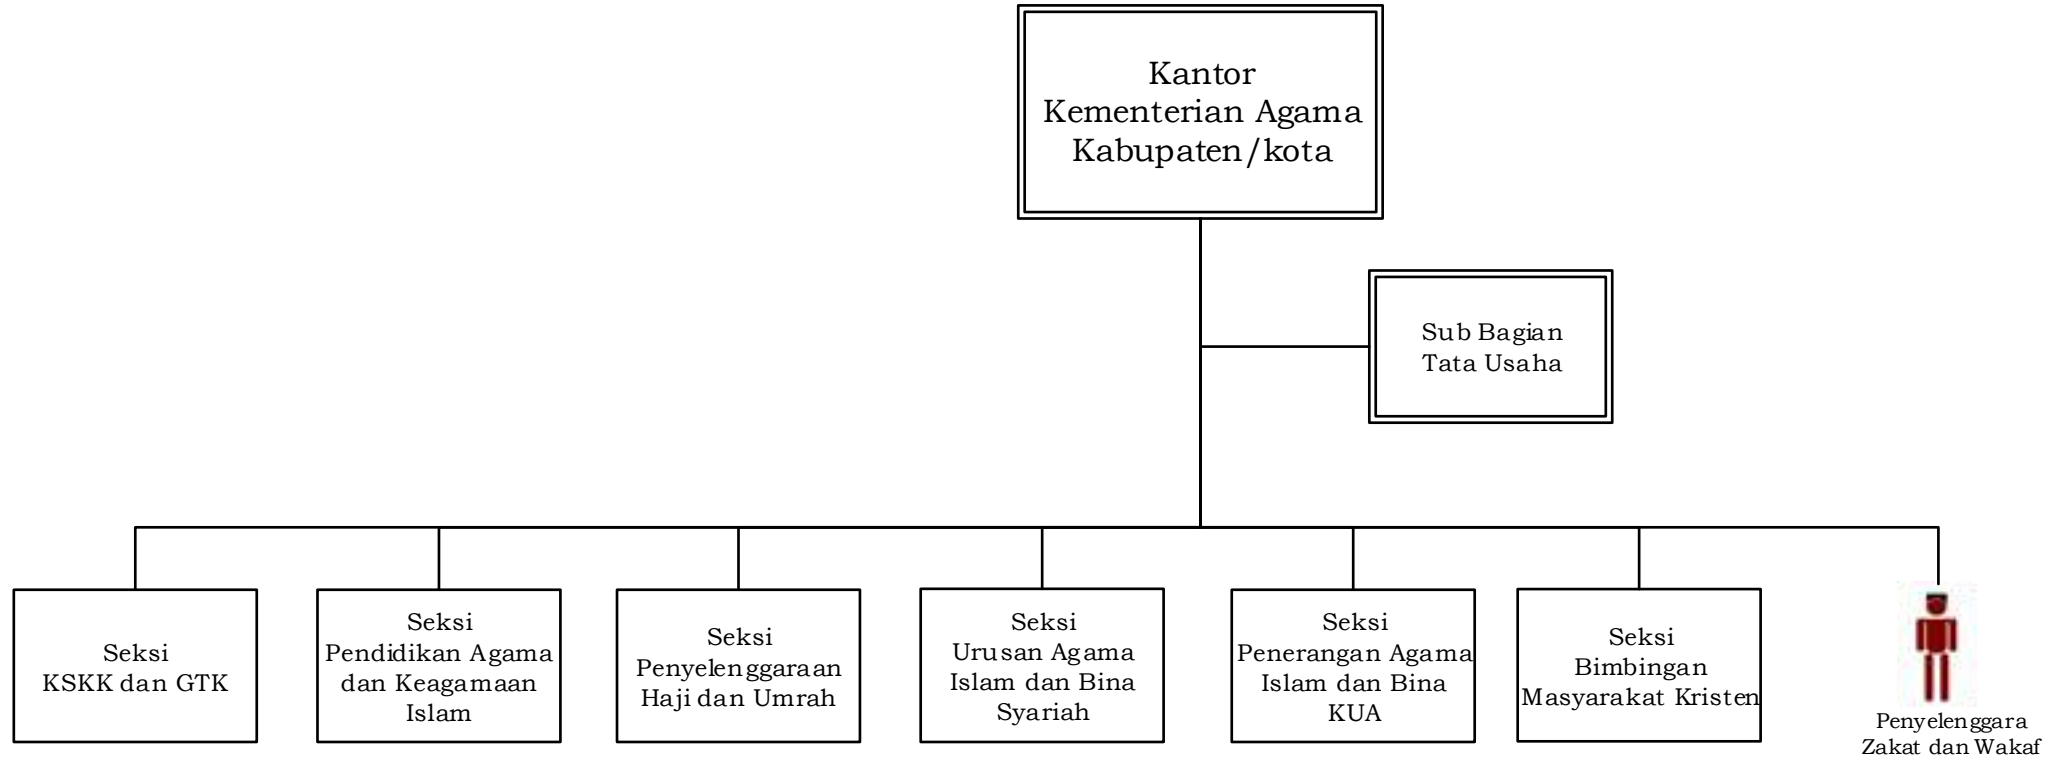 Kantor
Kementerian Agama
Kabupaten/kota
Sub Bagian
Tata Usaha
Seksi
KSKK dan GTK
Seksi
Pendidikan Agama
dan Keagamaan
Islam
Seksi
Penyelenggaraan
Haji dan Umrah
Seksi
Urusan Agama
Islam dan Bina
Syariah
Seksi
Penerangan Agama
Islam dan Bina
KUA
Seksi
Bimbingan
Masyarakat Kristen
Penyelenggara
Zakat dan Wakaf